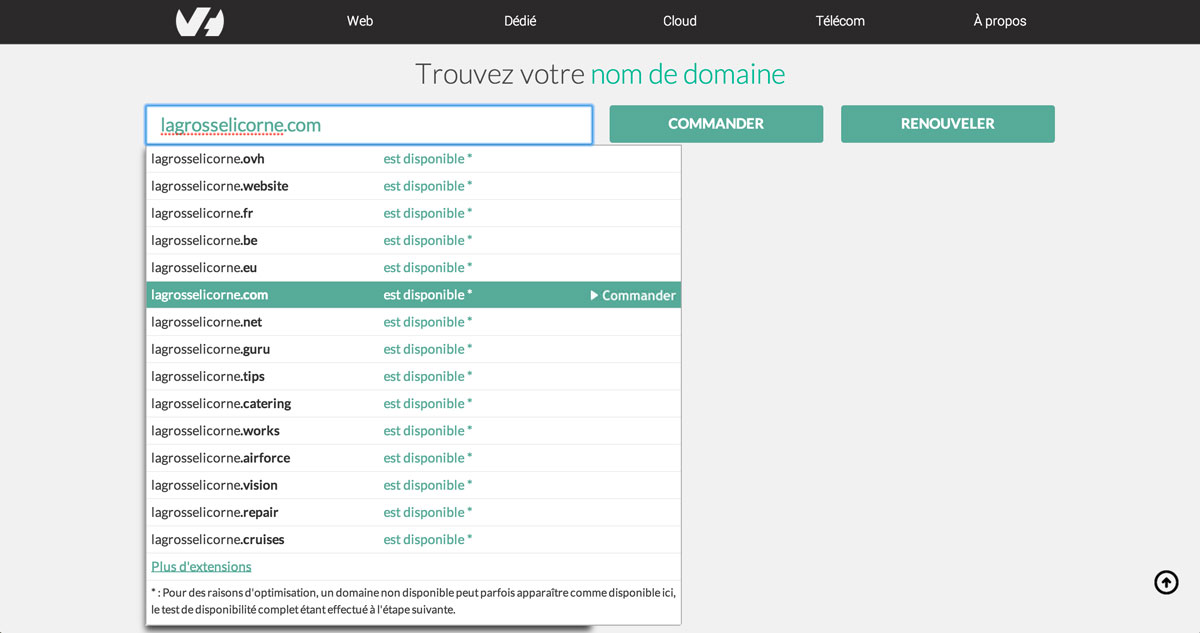 Web Dédié Cloud Télécom À propos
Trouvez votre nom de domaine
lagrosselicorne.com COMMANDER RENOUVELER
lagrosselicorne.ovh est disponible *
lagrosselicorne.website est disponible *
lagrosselicorne.fr est disponible *
lagrosselicorne.be est disponible *
lagrosselicorne.eu est disponible *
lagrosselicorne.com est disponible * Commander
lagrosselicorne.net est disponible *
lagrosselicorne.guru est disponible *
lagrosselicorne.tips est disponible *
lagrosselicorne.catering est disponible *
lagrosselicorne.works est disponible *
lagrosselicorne.airforce est disponible *
lagrosselicorne.vision est disponible *
lagrosselicorne.repair est disponible *
lagrosselicorne.cruises est disponible *
Plus d'extensions
* : Pour des raisons d'optimisation, un domaine non disponible peut parfois apparaître comme disponible ici,
le test de disponibilité complet étant effectué à l'étape suivante.